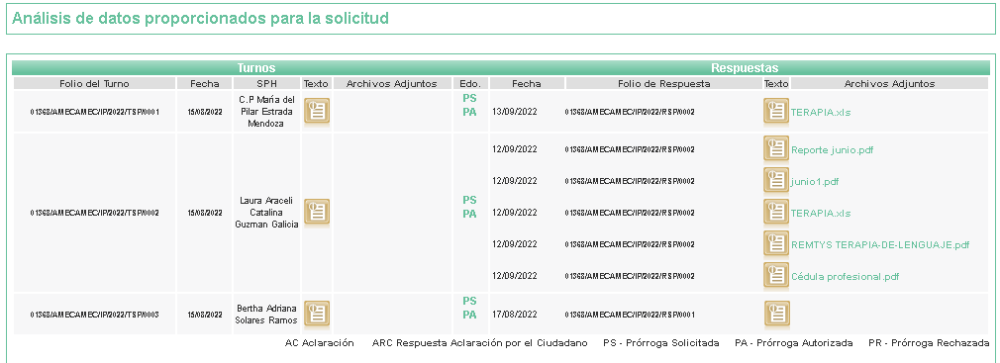 Análisis de datos proporcionados para la solicitud
Turnos Respuestas
Folio del Turno Fecha SPH Texto Archivos Adjuntos Edo. Fecha Folio de Respuesta Texto Archivos Adjuntos
01368/AMECAMEC/IP/2022/TSP/0001 15/08/2022 C.P María del Pilar Estrada Mendoza PS PA 13/09/2022 01368/AMECAMEC/IP/2022/RSP/0003 TERAPIA.xls
12/09/2022 01368/AMECAMEC/IP/2022/RSP/0002 Reporte junio.pdf
12/09/2022 01368/AMECAMEC/IP/2022/RSP/0002 junio1.pdf
01368/AMECAMEC/IP/2022/TSP/0002 15/08/2022 Laura Araceli Catalina Guzman Galicia PS PA 12/09/2022 01368/AMECAMEC/IP/2022/RSP/0002 TERAPIA.xls
12/09/2022 01368/AMECAMEC/IP/2022/RSP/0002 REMTYS TERAPIA-DE-LENGUAJE.pdf
12/09/2022 01368/AMECAMEC/IP/2022/RSP/0002 Cédula profesional.pdf
01368/AMECAMEC/IP/2022/TSP/0003 15/08/2022 Bertha Adriana Solares Ramos PS PA 17/08/2022 01368/AMECAMEC/IP/2022/RSP/0001
AC Aclaración ARC Respuesta Aclaración por el Ciudadano PS - Prórroga Solicitada PA - Prórroga Autorizada PR - Prórroga Rechazada